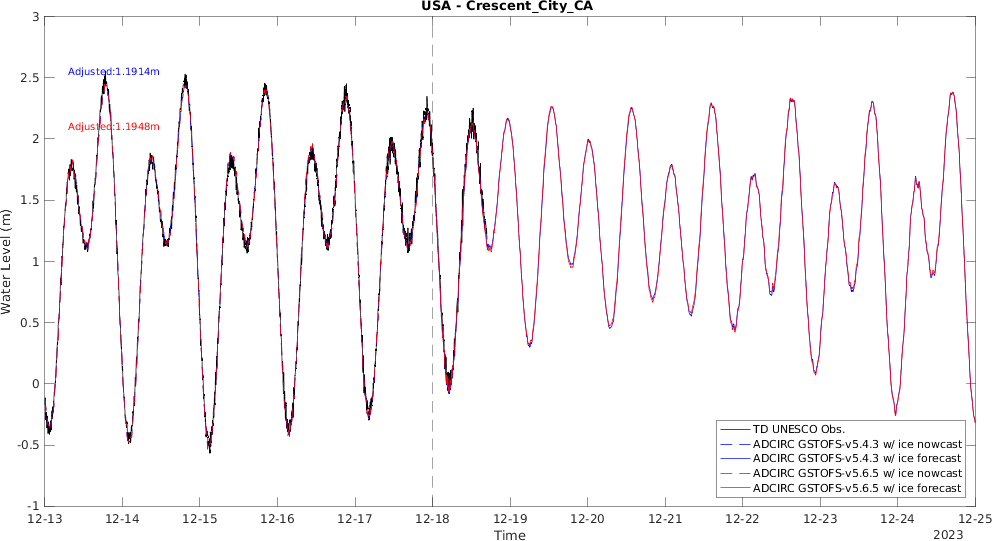 USA - Crescent_City_CA
3
2.5
2
1.5
1
0.5
0
-0.5
-1
Water Level (m)
Adjusted:1.1914m
Adjusted:1.1948m
TD UNESCO Obs.
ADCIRC GSTOFS-v5.4.3 w/ ice nowcast
ADCIRC GSTOFS-v5.4.3 w/ ice forecast
ADCIRC GSTOFS-v5.6.5 w/ ice nowcast
ADCIRC GSTOFS-v5.6.5 w/ ice forecast
12-13 12-14 12-15 12-16 12-17 12-18 12-19 12-20 12-21 12-22 12-23 12-24 12-25
Time
2023